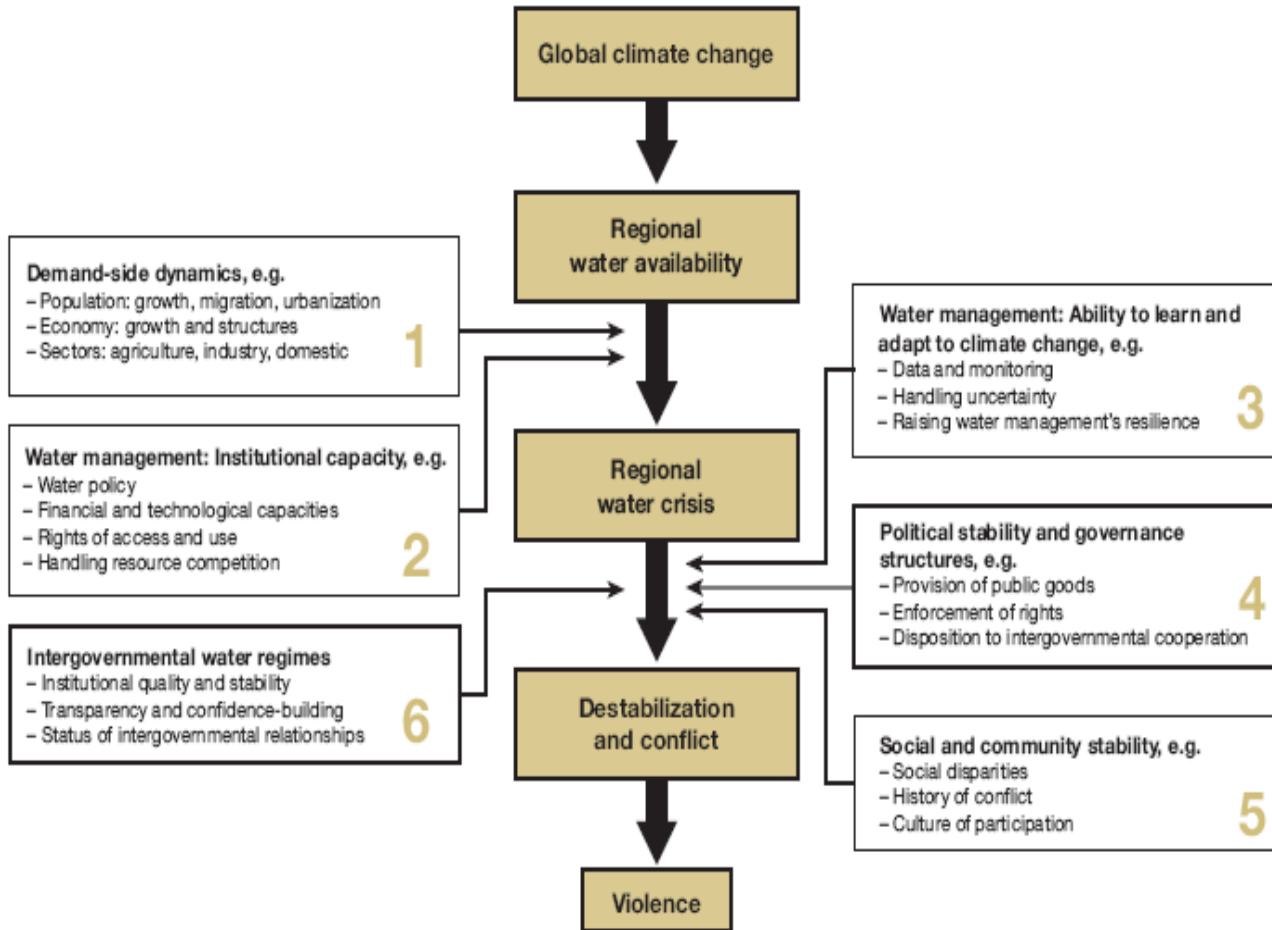 Global climate change
Regional
water availability
Demand-side dynamics, e.g.
– Population: growth, migration, urbanization
– Economy: growth and structures
– Sectors: agriculture, industry, domestic
1
Water management: Ability to learn and
adapt to climate change, e.g.
– Data and monitoring
– Handling uncertainty
– Raising water management's resilience
3
Water management: Institutional capacity, e.g.
– Water policy
– Financial and technological capacities
– Rights of access and use
– Handling resource competition
2
Regional
water crisis
Political stability and governance
structures, e.g.
– Provision of public goods
– Enforcement of rights
– Disposition to intergovernmental cooperation
4
Intergovernmental water regimes
– Institutional quality and stability
– Transparency and confidence-building
– Status of intergovernmental relationships
6
Destabilization
and conflict
Social and community stability, e.g.
– Social disparities
– History of conflict
– Culture of participation
5
Violence